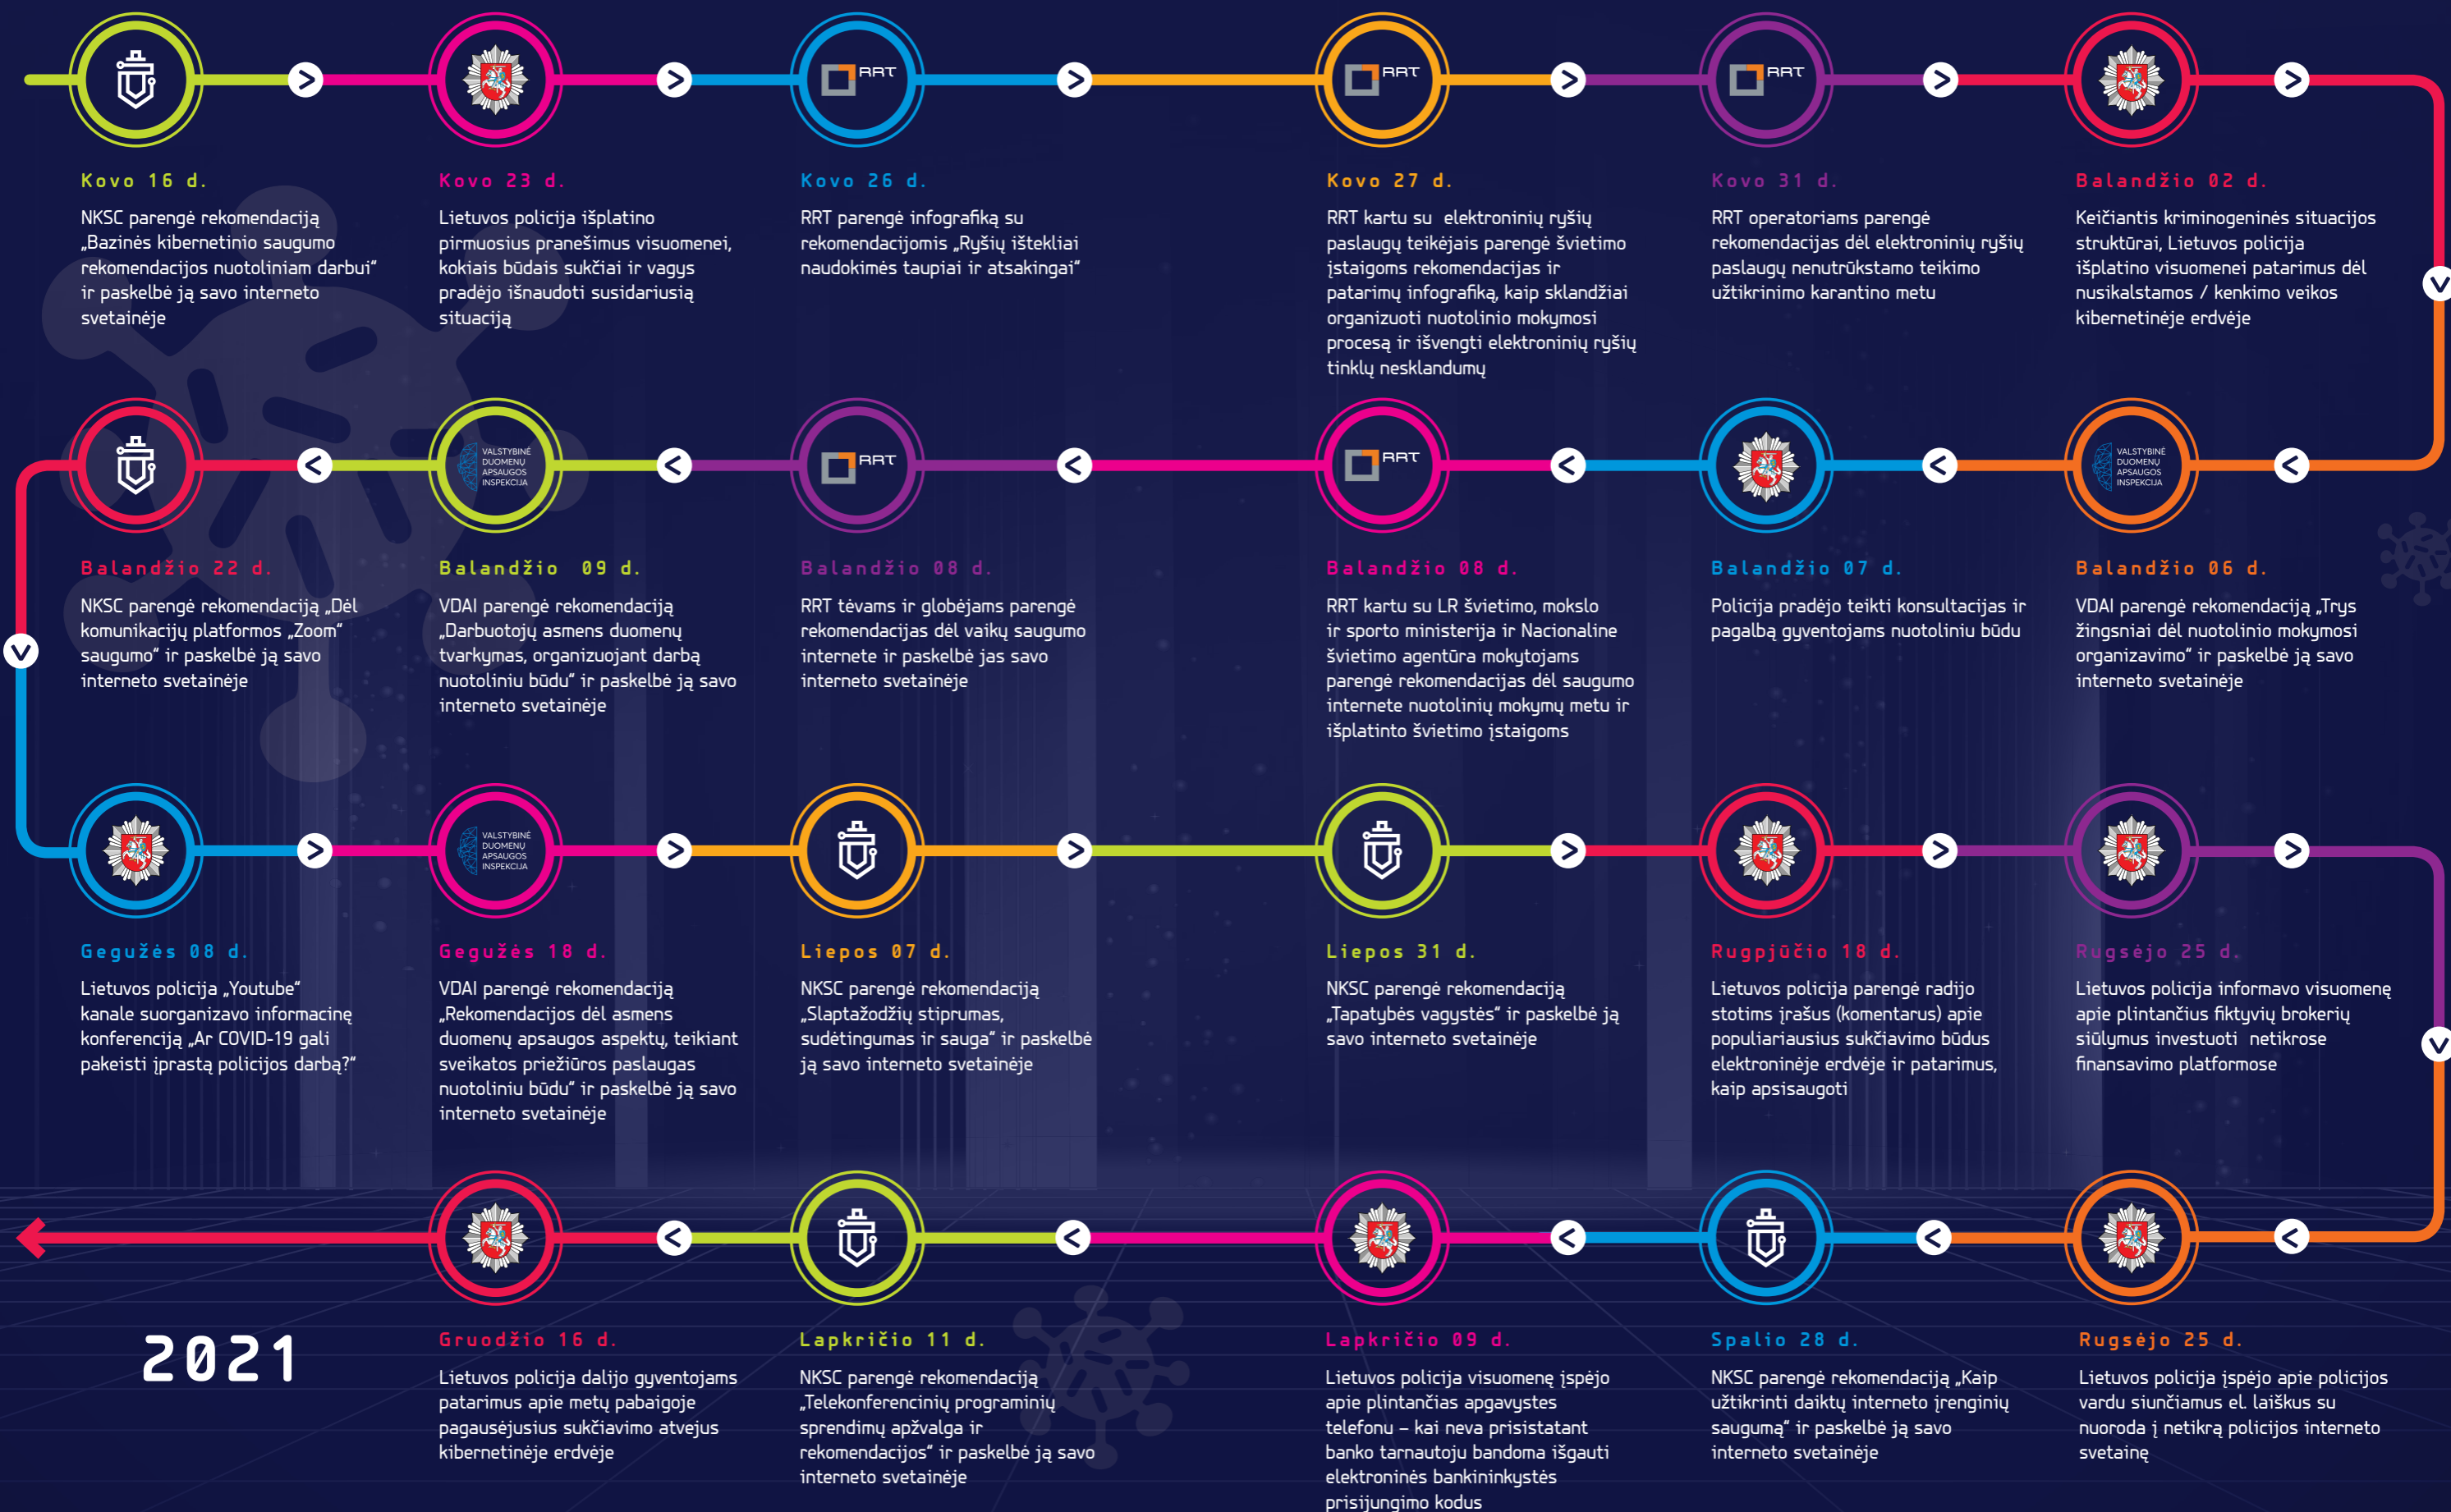 RRT
RRT
RRT
Kovo 16 d.
NKSC parengė rekomendaciją
„Bazinės kibernetinio saugumo
rekomendacijos nuotoliniam darbui“
ir paskelbė ją savo interneto
svetainėje
Kovo 23 d.
Lietuvos policija išplatino
pirmuosius pranešimus visuomenei,
kokiais būdais sukčiai ir vagys
pradėjo išnaudoti susidariusią
situaciją
Kovo 26 d.
RRT parengė infografiką su
rekomendacijomis „Ryšių ištekliai
naudokimės taupiai ir atsakingai“
Kovo 27 d.
RRT kartu su elektroninių ryšių
paslaugų teikėjais parengė švietimo
įstaigoms rekomendacijas ir
patarimų infografiką, kaip sklandžiai
organizuoti nuotolinio mokymosi
procesą ir išvengti elektroninių ryšių
tinklų nesklandumų
Kovo 31 d.
RRT operatoriams parengė
rekomendacijas dėl elektroninių ryšių
paslaugų nenutrūkstamo teikimo
užtikrinimo karantino metu
Balandžio 02 d.
Keičiantis kriminogeninės situacijos
struktūrai, Lietuvos policija
išplatino visuomenei patarimus dėl
nusikalstamos / kenkimo veikos
kibernetinėje erdvėje
VALSTYBINĖ
DUOMENŲ
APSAUGOS
INSPEKCIJA
RRT
RRT
VALSTYBINĖ
DUOMENŲ
APSAUGOS
INSPEKCIJA
Balandžio 22 d.
NKSC parengė rekomendaciją „Dėl
komunikacijų platformos „Zoom“
saugumo“ ir paskelbė ją savo
interneto svetainėje
Balandžio 09 d.
VDAI parengė rekomendaciją
„Darbuotojų asmens duomenų
tvarkymas, organizuojant darbą
nuotoliniu būdu“ ir paskelbė ją savo
interneto svetainėje
Balandžio 08 d.
RRT tėvams ir globėjams parengė
rekomendacijas dėl vaikų saugumo
internete ir paskelbė jas savo
interneto svetainėje
Balandžio 08 d.
RRT kartu su LR švietimo, mokslo
ir sporto ministerija ir Nacionaline
švietimo agentūra mokytojams
parengė rekomendacijas dėl saugumo
internete nuotolinių mokymų metu ir
išplatinto švietimo įstaigoms
Balandžio 07 d.
Policija pradėjo teikti konsultacijas ir
pagalbą gyventojams nuotoliniu būdu
Balandžio 06 d.
VDAI parengė rekomendaciją „Trys
žingsniai dėl nuotolinio mokymosi
organizavimo“ ir paskelbė ją savo
interneto svetainėje
VALSTYBINĖ
DUOMENŲ
APSAUGOS
INSPEKCIJA
Gegužės 08 d.
Lietuvos policija „Youtube“
kanale suorganizavo informacinę
konferenciją „Ar COVID-19 gali
pakeisti įprastą policijos darbą?“
Gegužės 18 d.
VDAI parengė rekomendaciją
„Rekomendacijos dėl asmens
duomenų apsaugos aspektų, teikiant
sveikatos priežiūros paslaugas
nuotoliniu būdu“ ir paskelbė ją savo
interneto svetainėje
Liepos 07 d.
NKSC parengė rekomendaciją
„Slaptažodžių stiprumas,
sudėtingumas ir sauga“ ir paskelbė
ją savo interneto svetainėje
Liepos 31 d.
NKSC parengė rekomendaciją
„Tapatybės vagystės“ ir paskelbė ją
savo interneto svetainėje
Rugpjūčio 18 d.
Lietuvos policija parengė radijo
stotims įrašus (komentarus) apie
populiariausius sukčiavimo būdus
elektroninėje erdvėje ir patarimus,
kaip apsisaugoti
Rugsėjo 25 d.
Lietuvos policija informavo visuomenę
apie plintančius fiktyvių brokerių
siūlymus investuoti netikrose
finansavimo platformose
2021
Gruodžio 16 d.
Lietuvos policija dalijo gyventojams
patarimus apie metų pabaigoje
pagausėjusius sukčiavimo atvejus
kibernetinėje erdvėje
Lapkričio 11 d.
NKSC parengė rekomendaciją
„Telekonferencinių programinių
sprendimų apžvalga ir
rekomendacijos“ ir paskelbė ją savo
interneto svetainėje
Lapkričio 09 d.
Lietuvos policija visuomenę įspėjo
apie plintančias apgavystes
telefonu – kai neva prisistatant
banko tarnautoju bandoma išgauti
elektroninės bankininkystės
prisijungimo kodus
Spalio 28 d.
NKSC parengė rekomendaciją „Kaip
užtikrinti daiktų interneto įrenginių
saugumą“ ir paskelbė ją savo
interneto svetainėje
Rugsėjo 25 d.
Lietuvos policija įspėjo apie policijos
vardu siunčiamus el. laiškus su
nuoroda į netikrą policijos interneto
svetainę